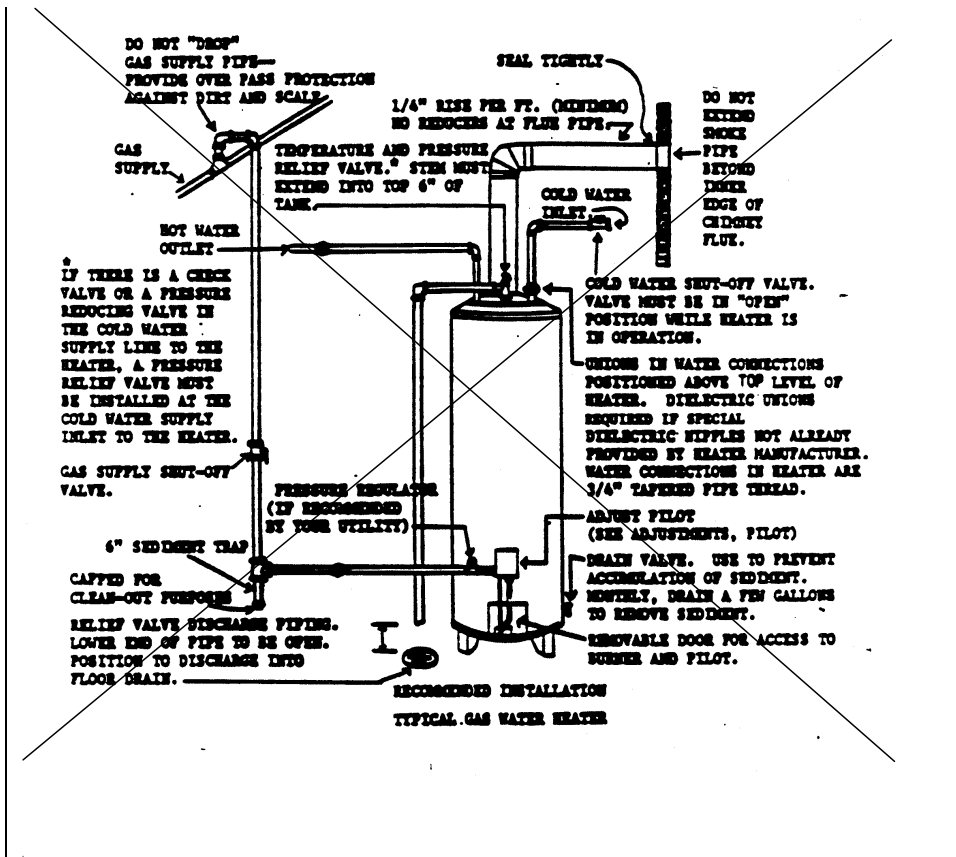 DO NOT "DROP"
GAS SUPPLY PIPE—
PROVIDE OVER PASS PROTECTION
AGAINST DIRT AND SCALE
SEAL TIGHTLY
1/4" RISE PER FT. (MINIMUM)
NO REDUCERS AT FLUE PIPE
DO NOT
EXTEND
SMOKE
PIPE
BEYOND
INNER
EDGE OF
CHIMNEY
FLUE.
GAS
SUPPLY
TEMPERATURE AND PRESSURE
RELIEF VALVE.* STEM MUST
EXTEND INTO TOP 6" OF
TANK.
COLD WATER
INLET
HOT WATER
OUTLET
*
IF THERE IS A CHECK
VALVE OR A PRESSURE
REDUCING VALVE IN
THE COLD WATER
SUPPLY LINE TO THE
HEATER, A PRESSURE
RELIEF VALVE MUST
BE INSTALLED AT THE
COLD WATER SUPPLY
INLET TO THE HEATER.
COLD WATER SHUT-OFF VALVE.
VALVE MUST BE IN "OPEN"
POSITION WHILE HEATER IS
IN OPERATION.
UNIONS IN WATER CONNECTIONS
POSITIONED ABOVE TOP LEVEL OF
HEATER. DIELECTRIC UNIONS
REQUIRED IF SPECIAL
DIELECTRIC NIPPLES NOT ALREADY
PROVIDED BY HEATER MANUFACTURER.
WATER CONNECTIONS IN HEATER ARE
3/4" TAPERED PIPE THREAD.
GAS SUPPLY SHUT-OFF
VALVE.
PRESSURE REGULATOR
(IF RECOMMENDED
BY YOUR UTILITY)
ADJUST PILOT
(SEE ADJUSTMENTS, PILOT)
6" SEDIMENT TRAP
CAPPED FOR
CLEAN-OUT PURPOSES
DRAIN VALVE. USE TO PREVENT
ACCUMULATION OF SEDIMENT.
MONTHLY, DRAIN A FEW GALLONS
TO REMOVE SEDIMENT.
RELIEF VALVE DISCHARGE PIPING.
LOWER END OF PIPE TO BE OPEN.
POSITION TO DISCHARGE INTO
FLOOR DRAIN.
REMOVABLE DOOR FOR ACCESS TO
BURNER AND PILOT.
RECOMMENDED INSTALLATION
TYPICAL GAS WATER HEATER